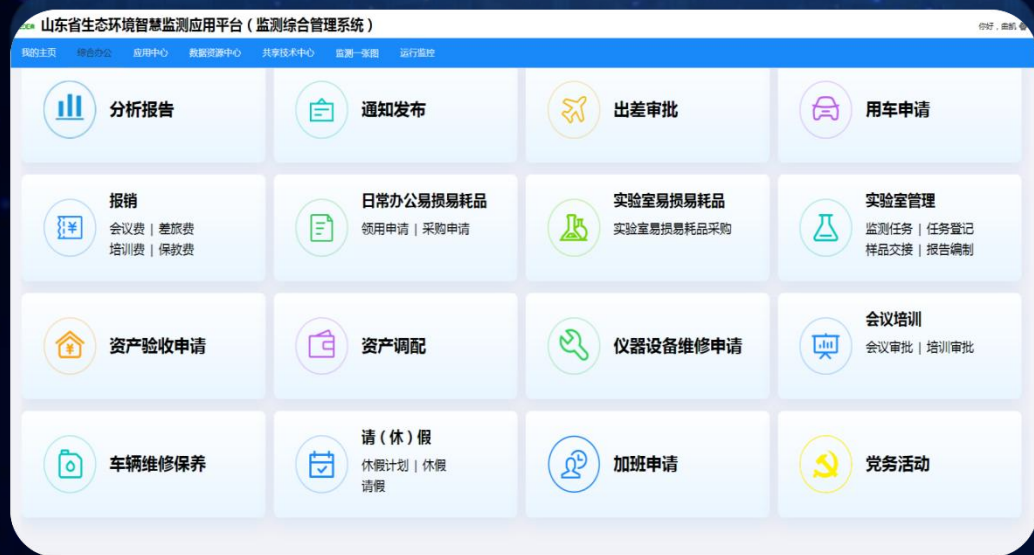 山东省生态环境智慧监测应用平台（监测综合管理系统）
你好，曲凯
我的主页 综合办公 应用中心 数据资源中心 共享技术中心 监测一张图 运行监控
分析报告
通知发布
出差审批
用车申请
报销
会议费 | 差旅费
培训费 | 保教费
日常办公易损易耗品
领用申请 | 采购申请
实验室易损易耗品
实验室易损易耗品采购
实验室管理
监测任务 | 任务登记
样品交接 | 报告编制
资产验收申请
资产调配
仪器设备维修申请
会议培训
会议审批 | 培训审批
车辆维修保养
请（休）假
休假计划 | 休假
请假
加班申请
党务活动